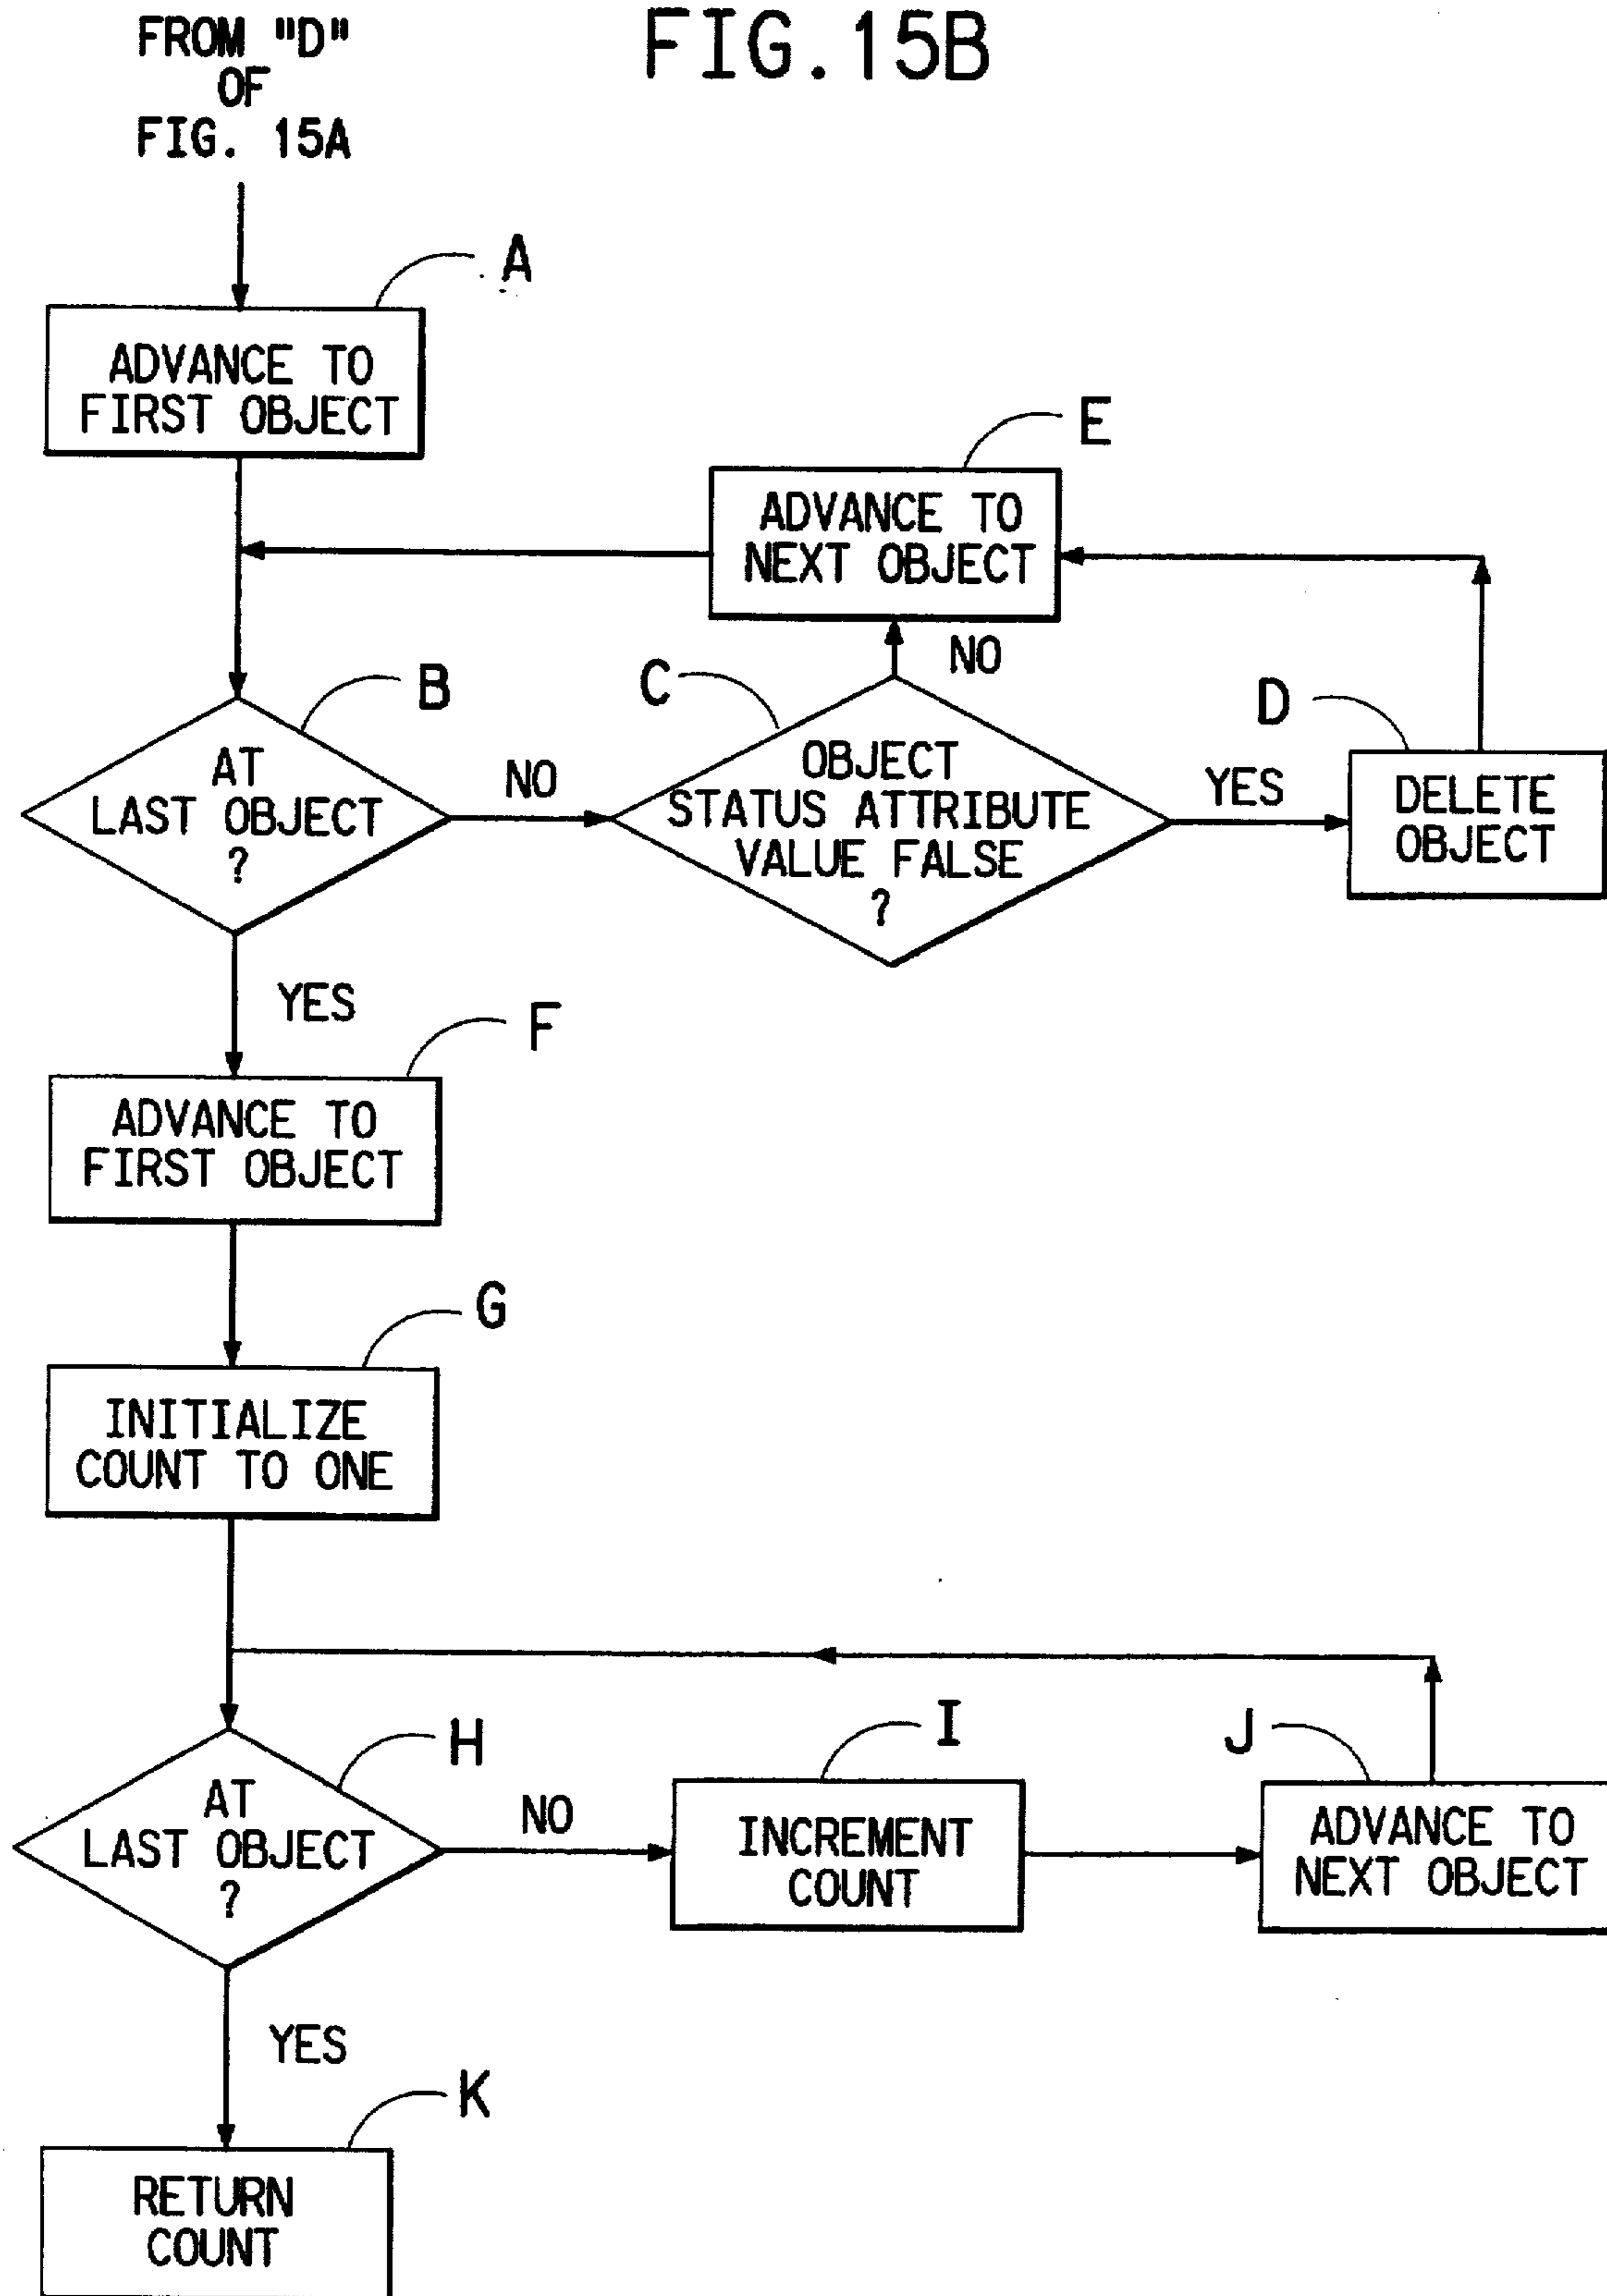 FROM "D"
OF
FIG. 15A
FIG.15B
A
ADVANCE TO
FIRST OBJECT
E
ADVANCE TO
NEXT OBJECT
NO
B
AT
LAST OBJECT
?
NO
C
OBJECT
STATUS ATTRIBUTE
VALUE FALSE
?
YES
D
DELETE
OBJECT
YES
F
ADVANCE TO
FIRST OBJECT
G
INITIALIZE
COUNT TO ONE
H
AT
LAST OBJECT
?
NO
I
INCREMENT
COUNT
J
ADVANCE TO
NEXT OBJECT
YES
K
RETURN
COUNT